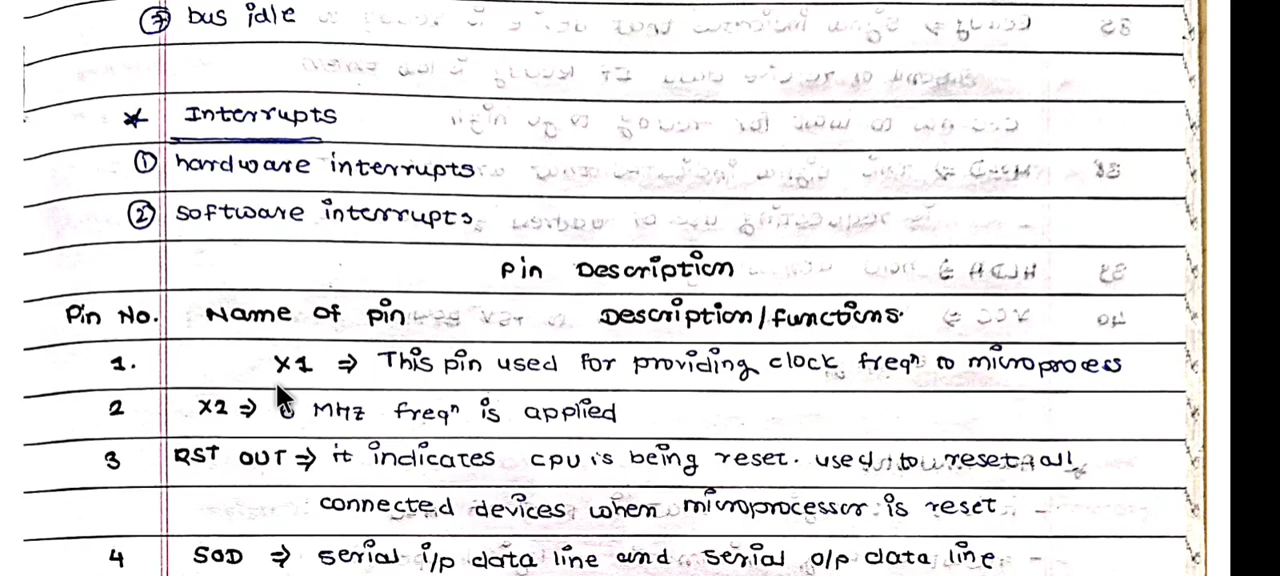 ⑦ bus idle
* Interrupts
① hardware interrupts
② software interrupts
Pin Description
Pin No. Name of pin Description/functions.
1. X1 ⇒ This pin used for providing clock freqⁿ to microprocess
2 X2 ⇒ MHz freqⁿ is applied
3 RST OUT ⇒ it indicates cpu is being reset. used to reset all
connected devices when microprocessor is reset
4 SOD ⇒ serial i/p data line and serial o/p data line